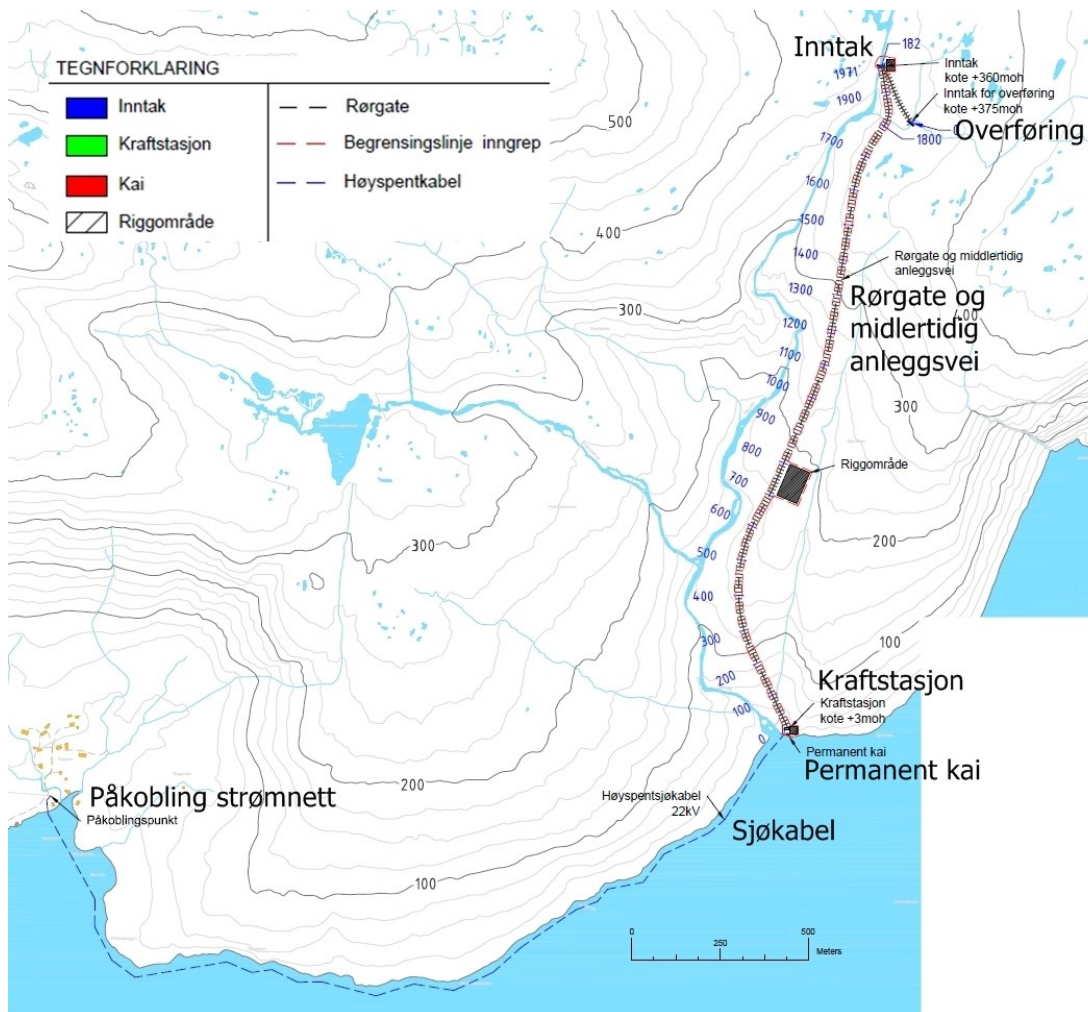 TEGNFORKLARING
Inntak
Kraftstasjon
Kai
Riggområde
Rørgate
Begrensingslinje inngrep
Høyspentkabel
Inntak
182
Inntak
kote +360moh
Inntak for overføring
kote +375moh
Overføring
1971
1900
1800
1700
1600
1500
1400
1300
1200
1100
1000
900
800
700
600
500
400
300
200
100
0
500
400
300
400
300
Rørgate og middlertidig
anleggsvei
Rørgate og
midlertidig
anleggsvei
Riggområde
200
300
100
Kraftstasjon
Kraftstasjon
kote +3moh
Permanent kai
Permanent kai
200
Påkobling strømnett
Påkoblingspunkt
Høyspentsjøkabel
22kV
Sjøkabel
100
0
250
500
Meters